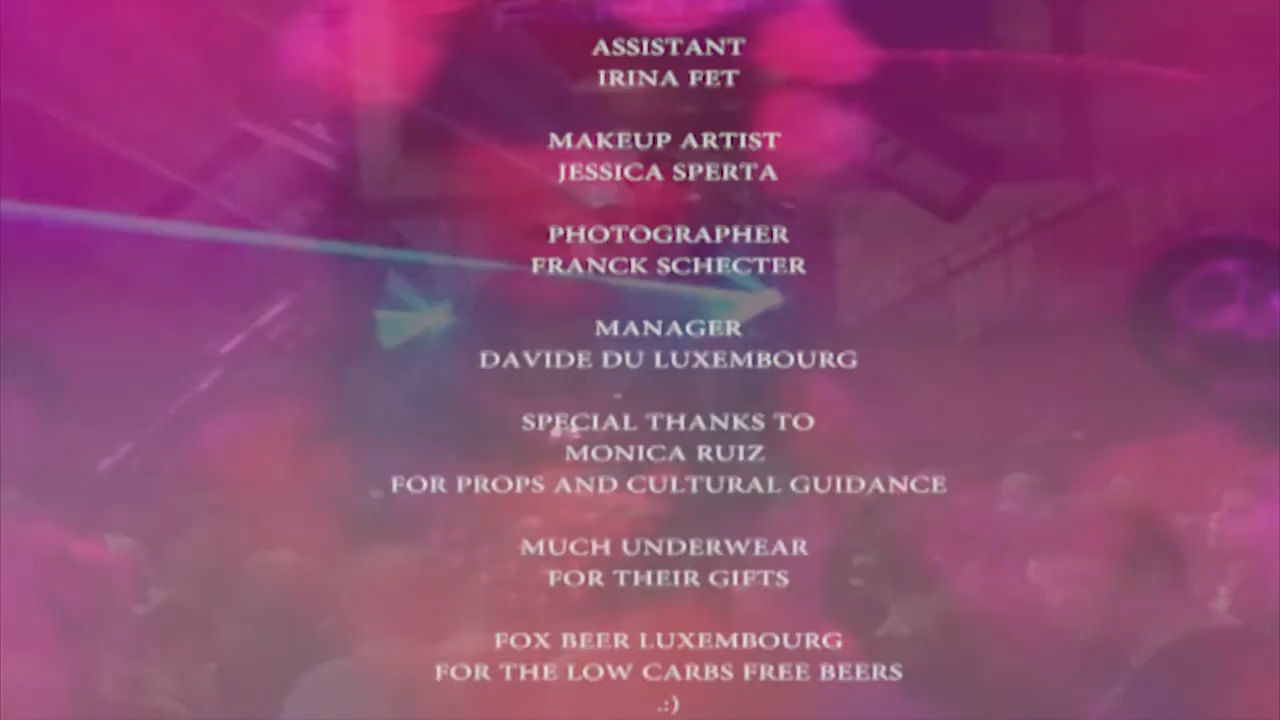 ASSISTANT
IRINA FET
MAKEUP ARTIST
JESSICA SPERTA
PHOTOGRAPHER
FRANCK SCHECTER
MANAGER
DAVIDE DU LUXEMBOURG
SPECIAL THANKS TO
MONICA RUIZ
FOR PROPS AND CULTURAL GUIDANCE
MUCH UNDERWEAR
FOR THEIR GIFTS
FOX BEER LUXEMBOURG
FOR THE LOW CARBS FREE BEERS
.:)